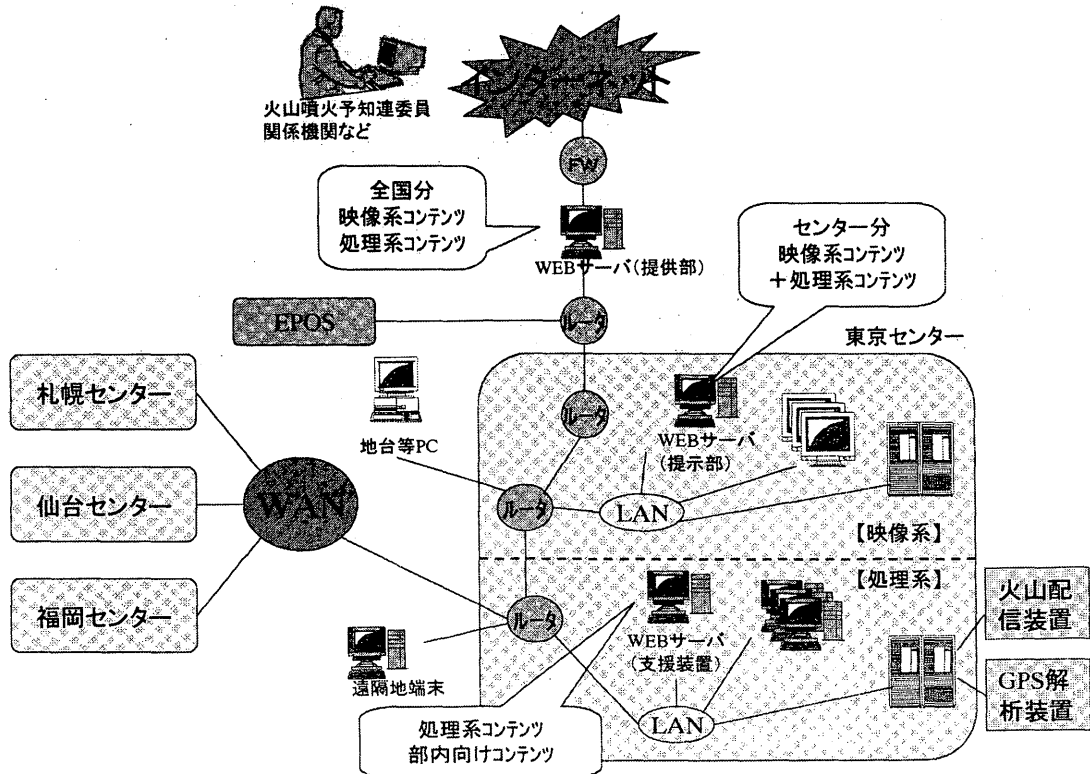 インターネット
火山噴火予知連委員
関係機関など
FW
全国分
映像系コンテンツ
処理系コンテンツ
WEBサーバ(提供部)
センター分
映像系コンテンツ
＋処理系コンテンツ
EPOS
ルータ
東京センター
札幌センター
地台等PC
ルータ
WEBサーバ
(提示部)
仙台センター
WAN
ルータ
LAN
【映像系】
【処理系】
福岡センター
ルータ
WEBサーバ
(支援装置)
火山配
信装置
遠隔地端末
GPS解
析装置
LAN
処理系コンテンツ
部内向けコンテンツ